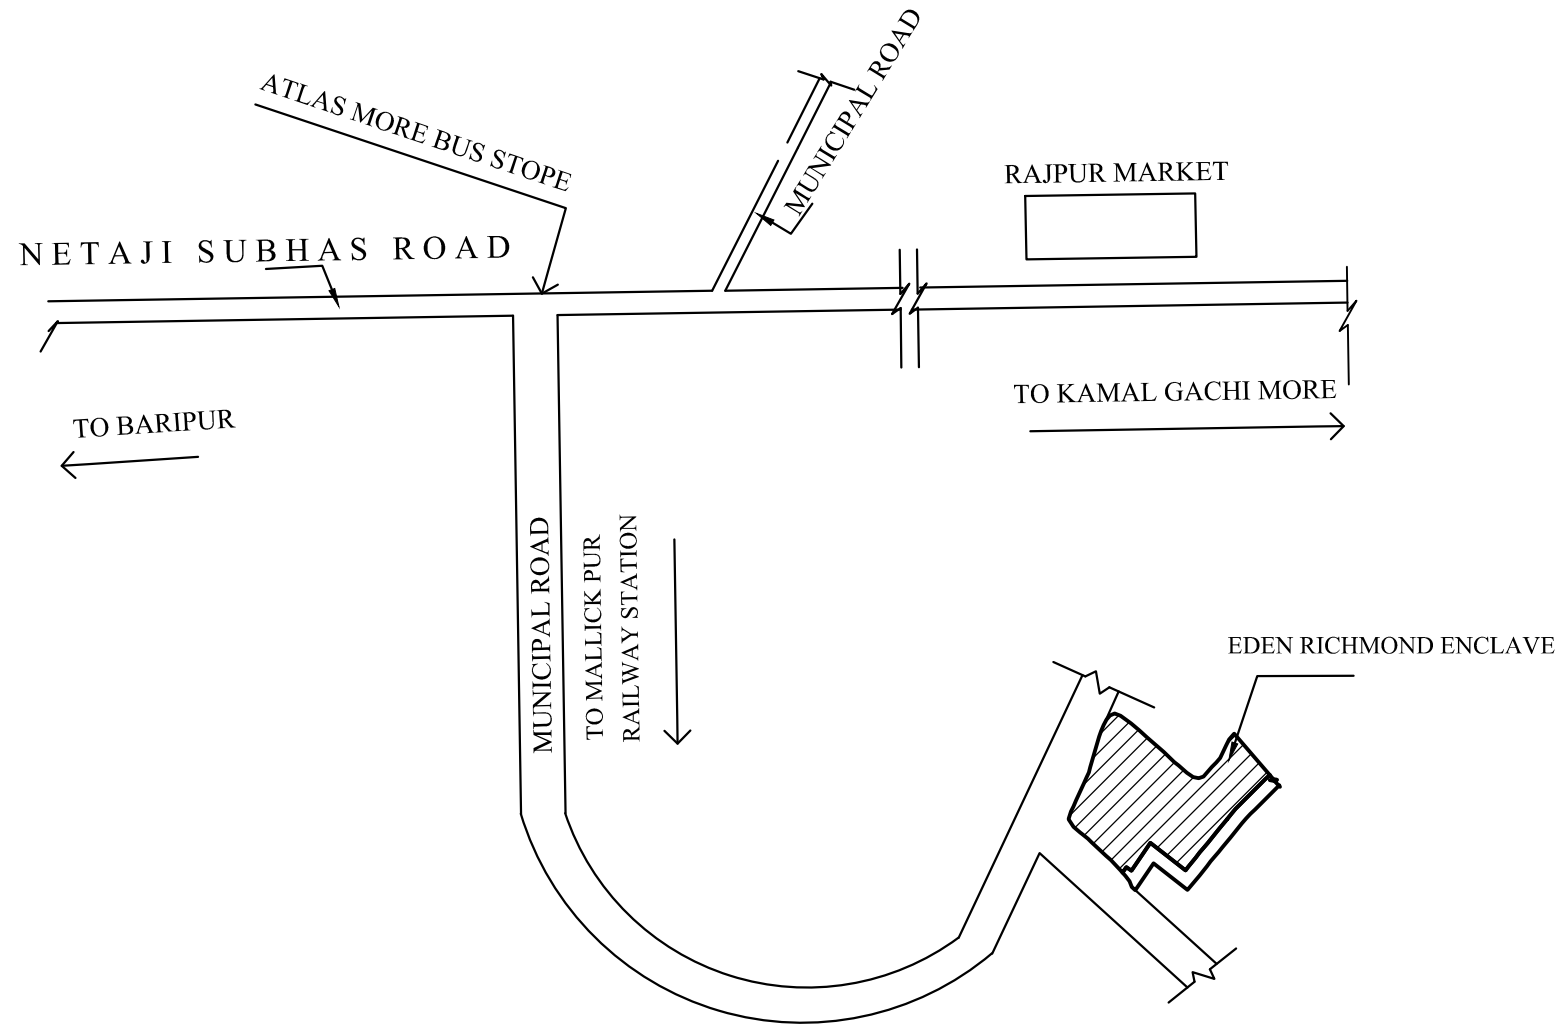 MUNICIPAL ROAD
ATLAS MORE BUS STOPE
RAJPUR MARKET
NETAJI SUBHAS ROAD
TO KAMAL GACHI MORE
TO BARIPUR
MUNICIPAL ROAD
TO MALLICK PUR
RAILWAY STATION
EDEN RICHMOND ENCLAVE